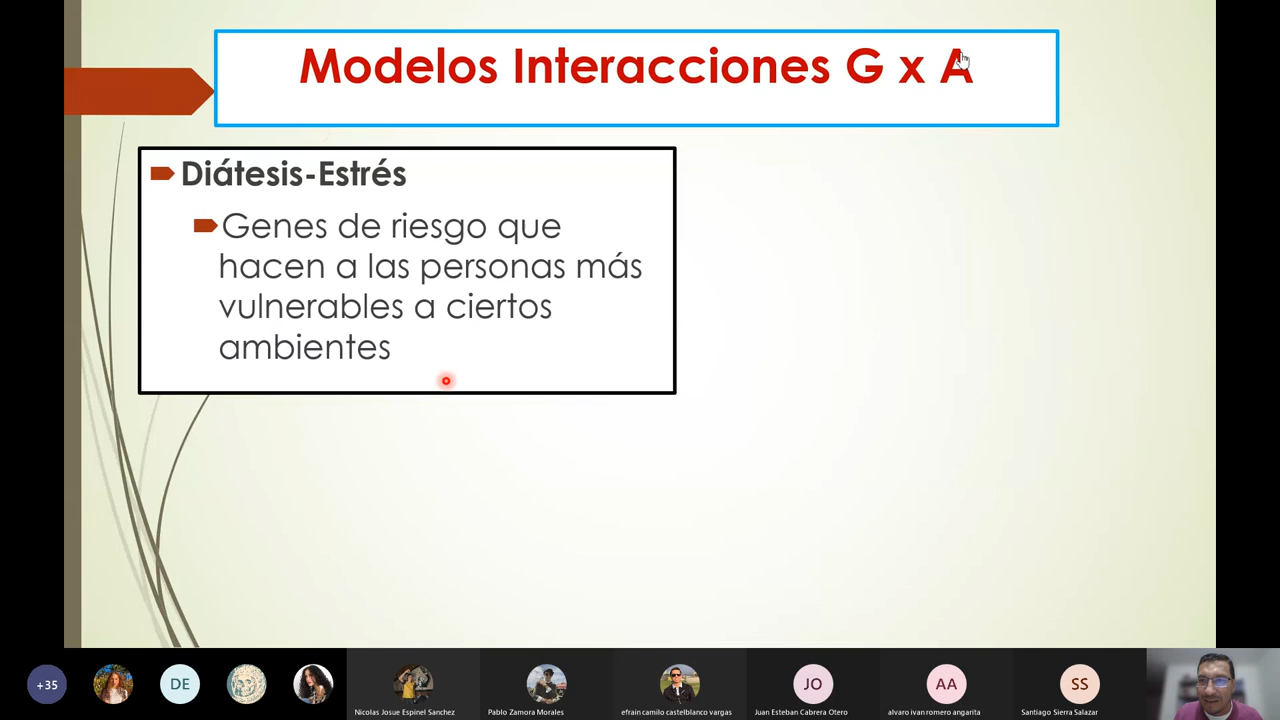 Modelos Interacciones G x A
Diátesis-Estrés
Genes de riesgo que
hacen a las personas más
vulnerables a ciertos
ambientes
+35
DE
JO
AA
SS
Nicolas Josue Espinel Sanchez
Pablo Zamora Morales
efrain camilo castelblanco vargas
Juan Esteban Cabrera Otero
alvaro ivan romero angarita
Santiago Sierra Salazar